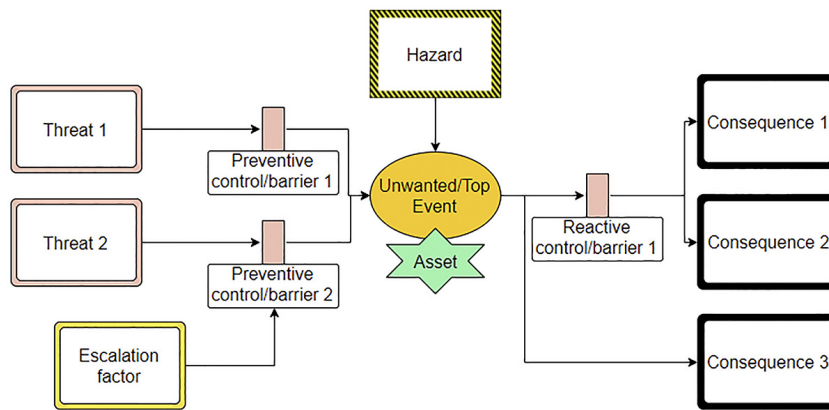 Hazard
Threat 1
Preventive
control/barrier 1
Unwanted/Top
Event
Asset
Threat 2
Preventive
control/barrier 2
Escalation
factor
Reactive
control/barrier 1
Consequence 1
Consequence 2
Consequence 3